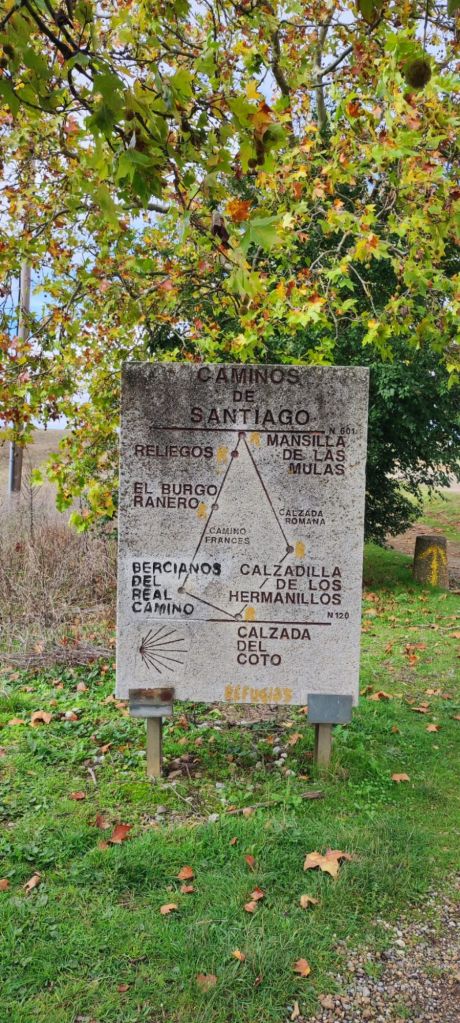 CAMINOS
DE
SANTIAGO
N 601
RELIEGOS
R
R
MANSILLA
DE LAS
MULAS
EL BURGO
RANERO
R
CAMINO
FRANCES
CALZADA
ROMANA
R
BERCIANOS
DEL
REAL
CAMINO
CALZADILLA
DE LOS
HERMANILLOS
R
N 120
CALZADA
DEL
COTO
REFUGIOS